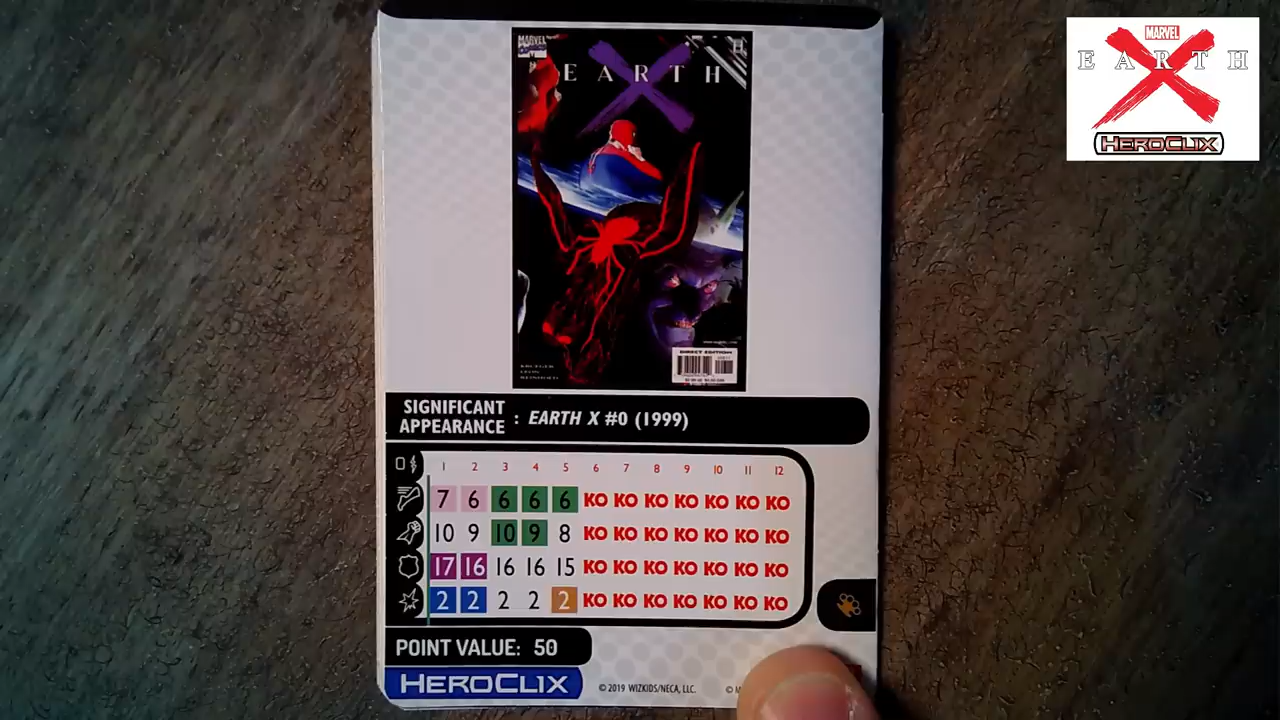 MARVEL
EARTH
X
DIRECT EDITION
MARVEL
EARTH
X
HEROCLIX
SIGNIFICANT
APPEARANCE : EARTH X #0 (1999)
1 2 3 4 5 6 7 8 9 10 11 12
7 6 6 6 6 KO KO KO KO KO KO KO
10 9 10 9 8 KO KO KO KO KO KO KO
17 16 16 16 15 KO KO KO KO KO KO KO
2 2 2 2 2 KO KO KO KO KO KO KO
POINT VALUE: 50
HEROCLIX
© 2019 WIZKIDS/NECA, LLC.
© M